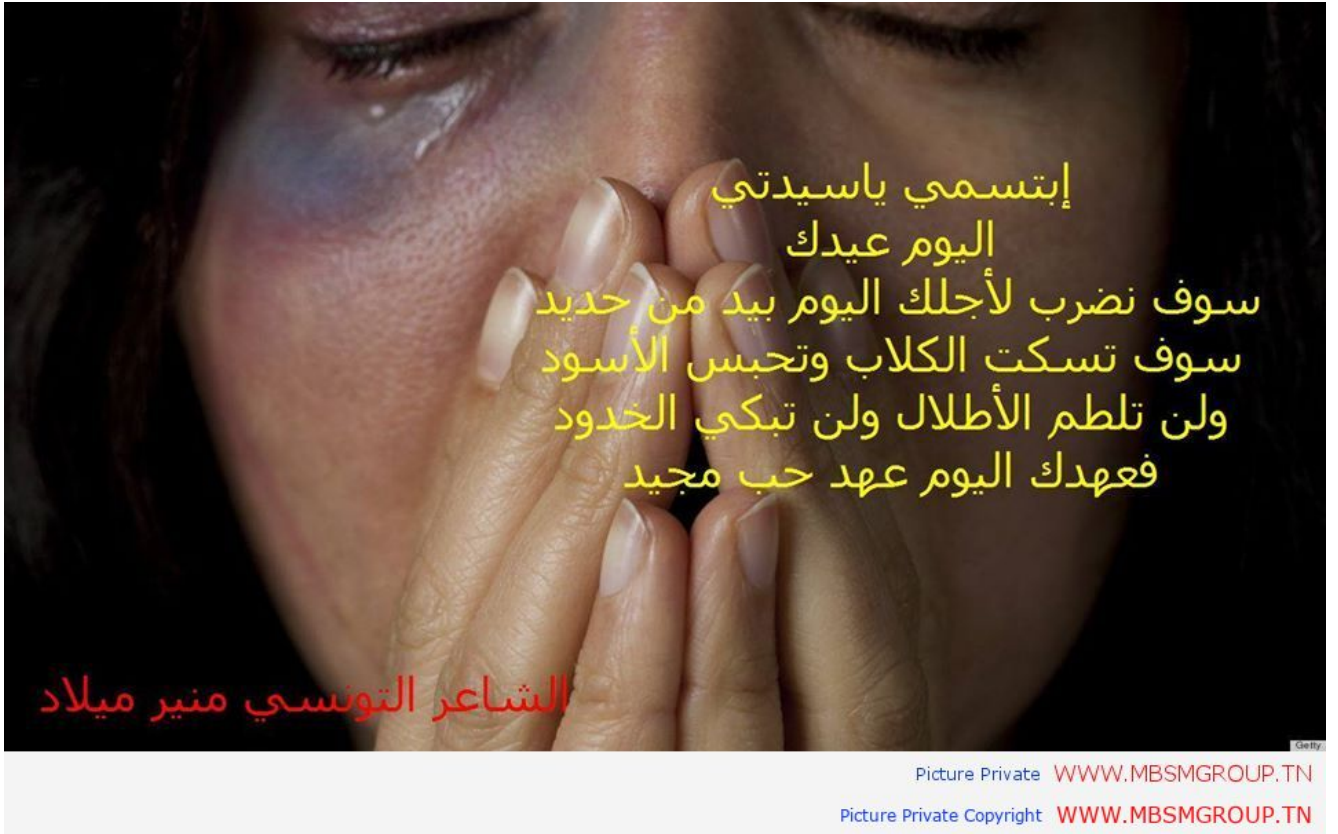 إبتسمي ياسيدتي
اليوم عيدك
سوف نضرب لأجلك اليوم بيد من حديد
سوف تسكت الكلاب وتحبس الأسود
ولن تلطم الأطلال ولن تبكي الخدود
فعهدك اليوم عهد حب مجيد
الشاعر التونسي منير ميلاد
Getty
Picture Private WWW.MBSMGROUP.TN
Picture Private Copyright WWW.MBSMGROUP.TN